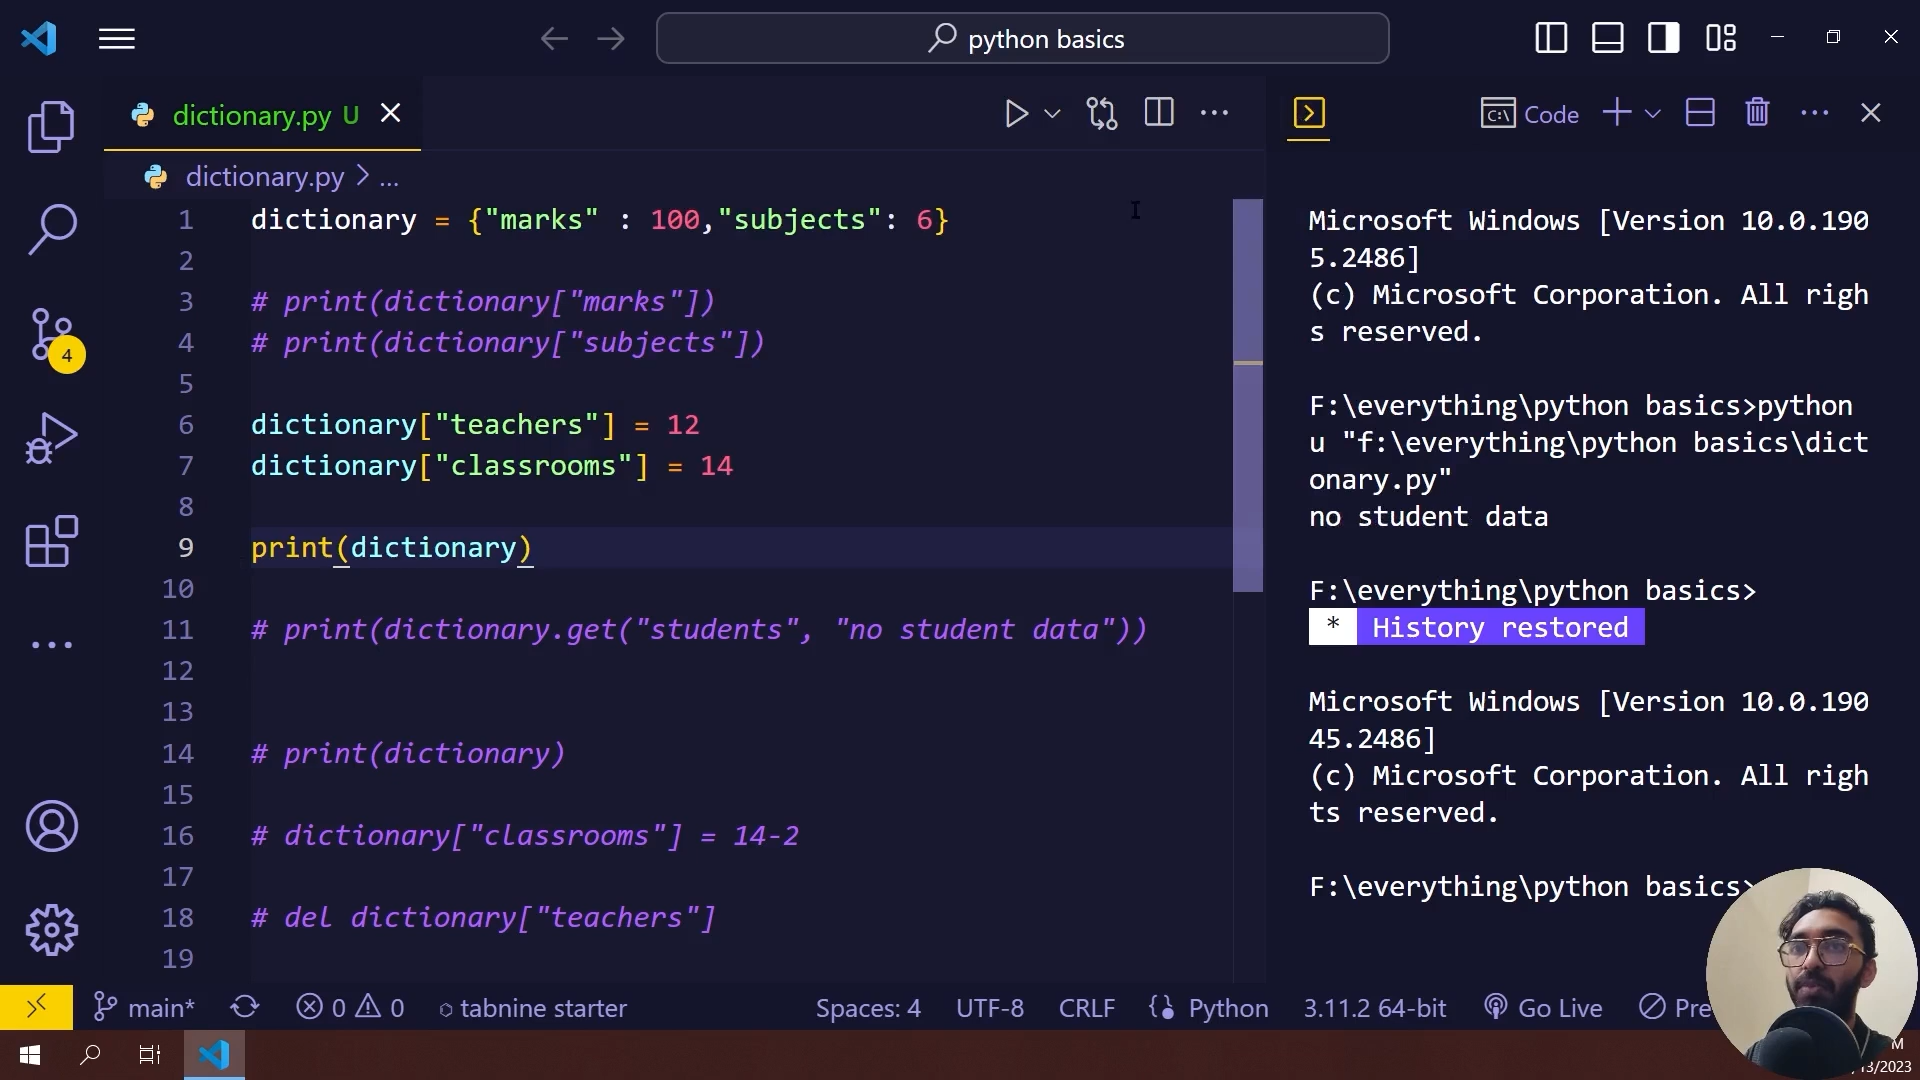 python basics
dictionary.py U
Code
dictionary.py > ...
1 dictionary = {"marks" : 100,"subjects": 6}
2
3 # print(dictionary["marks"])
4 # print(dictionary["subjects"])
5
6 dictionary["teachers"] = 12
7 dictionary["classrooms"] = 14
8
9 print(dictionary)
10
11 # print(dictionary.get("students", "no student data"))
12
13
14 # print(dictionary)
15
16 # dictionary["classrooms"] = 14-2
17
18 # del dictionary["teachers"]
19
Microsoft Windows [Version 10.0.190
5.2486]
(c) Microsoft Corporation. All righ
s reserved.
F:\everything\python basics>python
u "f:\everything\python basics\dict
onary.py"
no student data
F:\everything\python basics>
* History restored
Microsoft Windows [Version 10.0.190
45.2486]
(c) Microsoft Corporation. All righ
ts reserved.
F:\everything\python basics>
4
main* 0 0 tabnine starter Spaces: 4 UTF-8 CRLF Python 3.11.2 64-bit Go Live Pre
M
13/2023